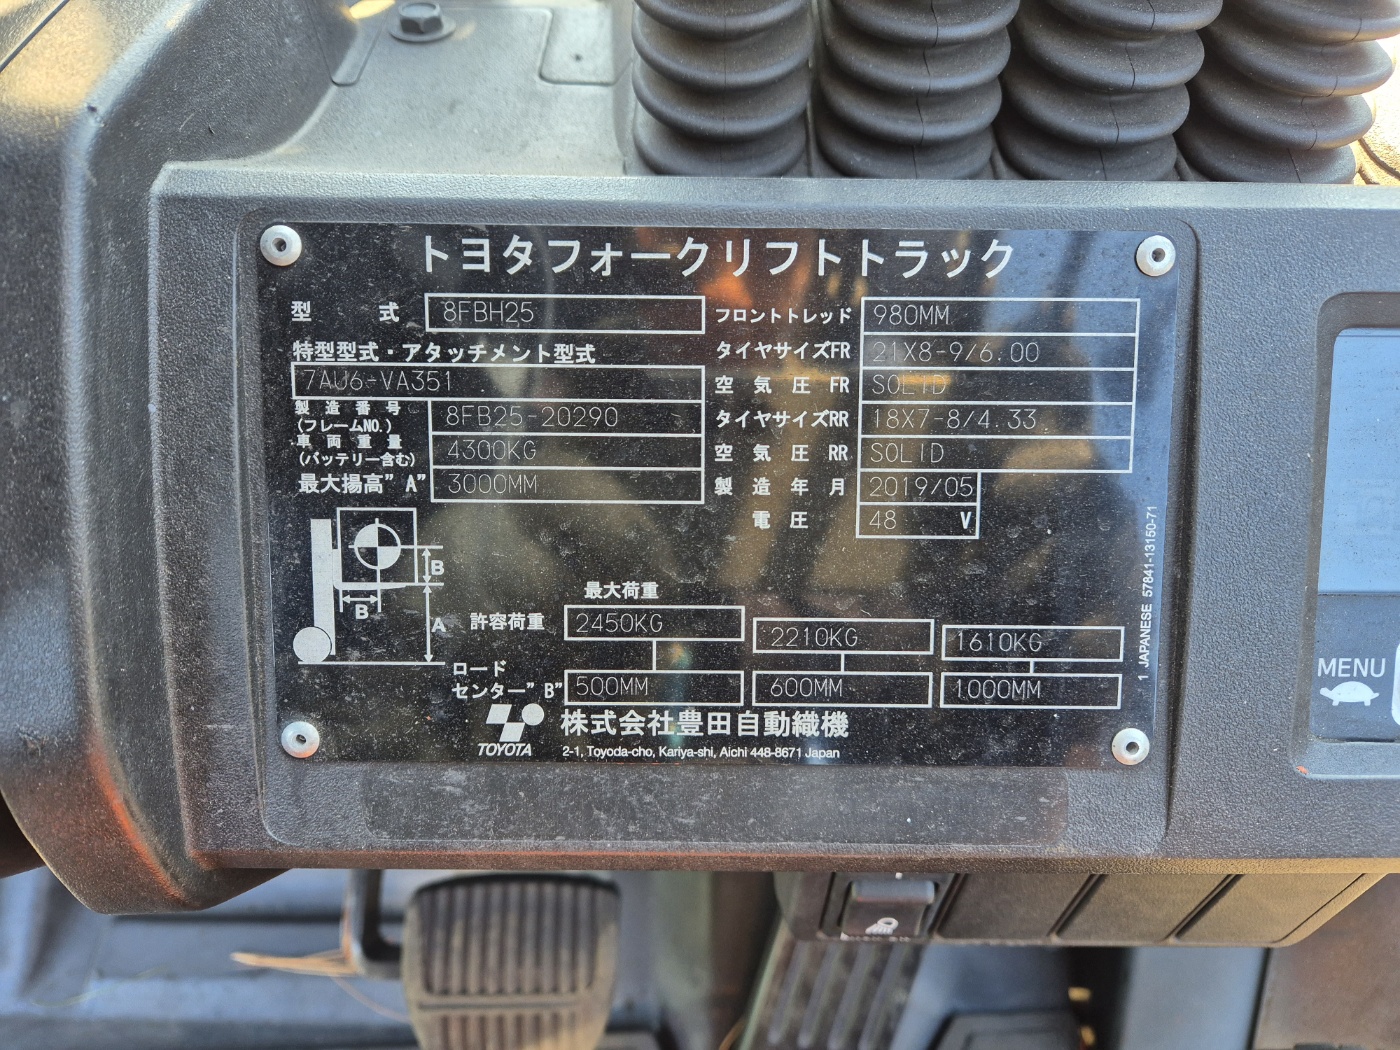 トヨタフォークリフトトラック
型 式 8FBH25
特型型式・アタッチメント型式
7AU6-VA351
製造番号
(フレームNO.) 8FB25-20290
車両重量
(バッテリー含む) 4300KG
最大揚高"A" 3000MM
フロントトレッド 980MM
タイヤサイズFR 21X8-9/6.00
空気圧 FR SOLID
タイヤサイズRR 18X7-8/4.33
空気圧 RR SOLID
製造年月 2019/05
電圧 48 V
B
B
A
最大荷重
許容荷重 2450KG 2210KG 1610KG
ロード
センター"B" 500MM 600MM 1000MM
TOYOTA
株式会社豊田自動織機
2-1, Toyoda-cho, Kariya-shi, Aichi 448-8671 Japan
1 JAPANESE 57841-13150-71
MENU